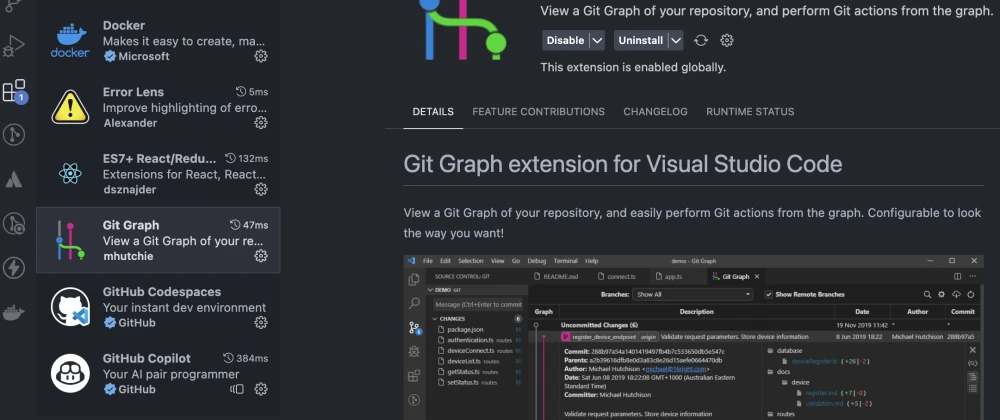 Docker
Makes it easy to create, ma...
Microsoft
Error Lens 5ms
Improve highlighting of erro...
Alexander
ES7+ React/Redu... 132ms
Extensions for React, React...
dsznajder
Git Graph 47ms
View a Git Graph of your re...
mhutchie
GitHub Codespaces
Your instant dev environment
GitHub
GitHub Copilot 384ms
Your AI pair programmer
GitHub
docker
1
View a Git Graph of your repository, and perform Git actions from the graph.
Disable Uninstall
This extension is enabled globally.
DETAILS FEATURE CONTRIBUTIONS CHANGELOG RUNTIME STATUS
Git Graph extension for Visual Studio Code
View a Git Graph of your repository, and easily perform Git actions from the graph. Configurable to look
the way you want!
File Edit Selection View Go Debug Terminal Help demo - Git Graph
SOURCE CONTROL: GIT README.md connect.ts app.ts Git Graph
DEMO GIT Branches: Show All Show Remote Branches
Message (Ctrl+Enter to commit
Graph Description Date Author Commit
CHANGES 6
Uncommitted Changes (6) 19 Nov 2019 11:42 * *
package.json M
register_device_endpoint origin Validate request parameters. Store device information 8 Jun 2019 18:22 Michael Hutchison 288b97a5
authentication.ts routes M
deviceConnect.ts routes M
deviceList.ts routes M
getStatus.ts routes M
setStatus.ts routes M
Commit: 288b97a54a1401419497fb4b7c533650db5e547c
Parents: a2b39616dfb8e0d3a83c8e26d15aefe06644 70db
Author: Michael Hutchison
Date: Sat Jun 08 2019 18:22:08 GMT+1000 (Australian Eastern
Standard Time)
Committer: Michael Hutchison
Validate request parameters. Store device information
database
deviceRegister.ts (+26|-2)
docs
device
register.md (+7|-0)
validation.md (+5|-2)
routes